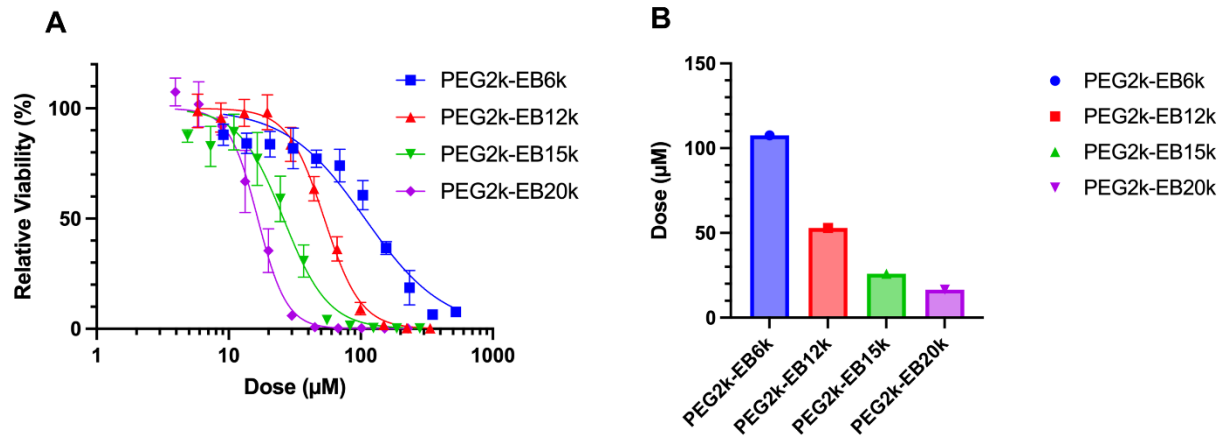 A
Relative Viability (%)
100
50
0
1
10
100
1000
Dose (µM)
PEG2k-EB6k
PEG2k-EB12k
PEG2k-EB15k
PEG2k-EB20k
B
Dose (µM)
150
100
50
0
PEG2k-EB6k
PEG2k-EB12k
PEG2k-EB15k
PEG2k-EB20k
PEG2k-EB6k
PEG2k-EB12k
PEG2k-EB15k
PEG2k-EB20k